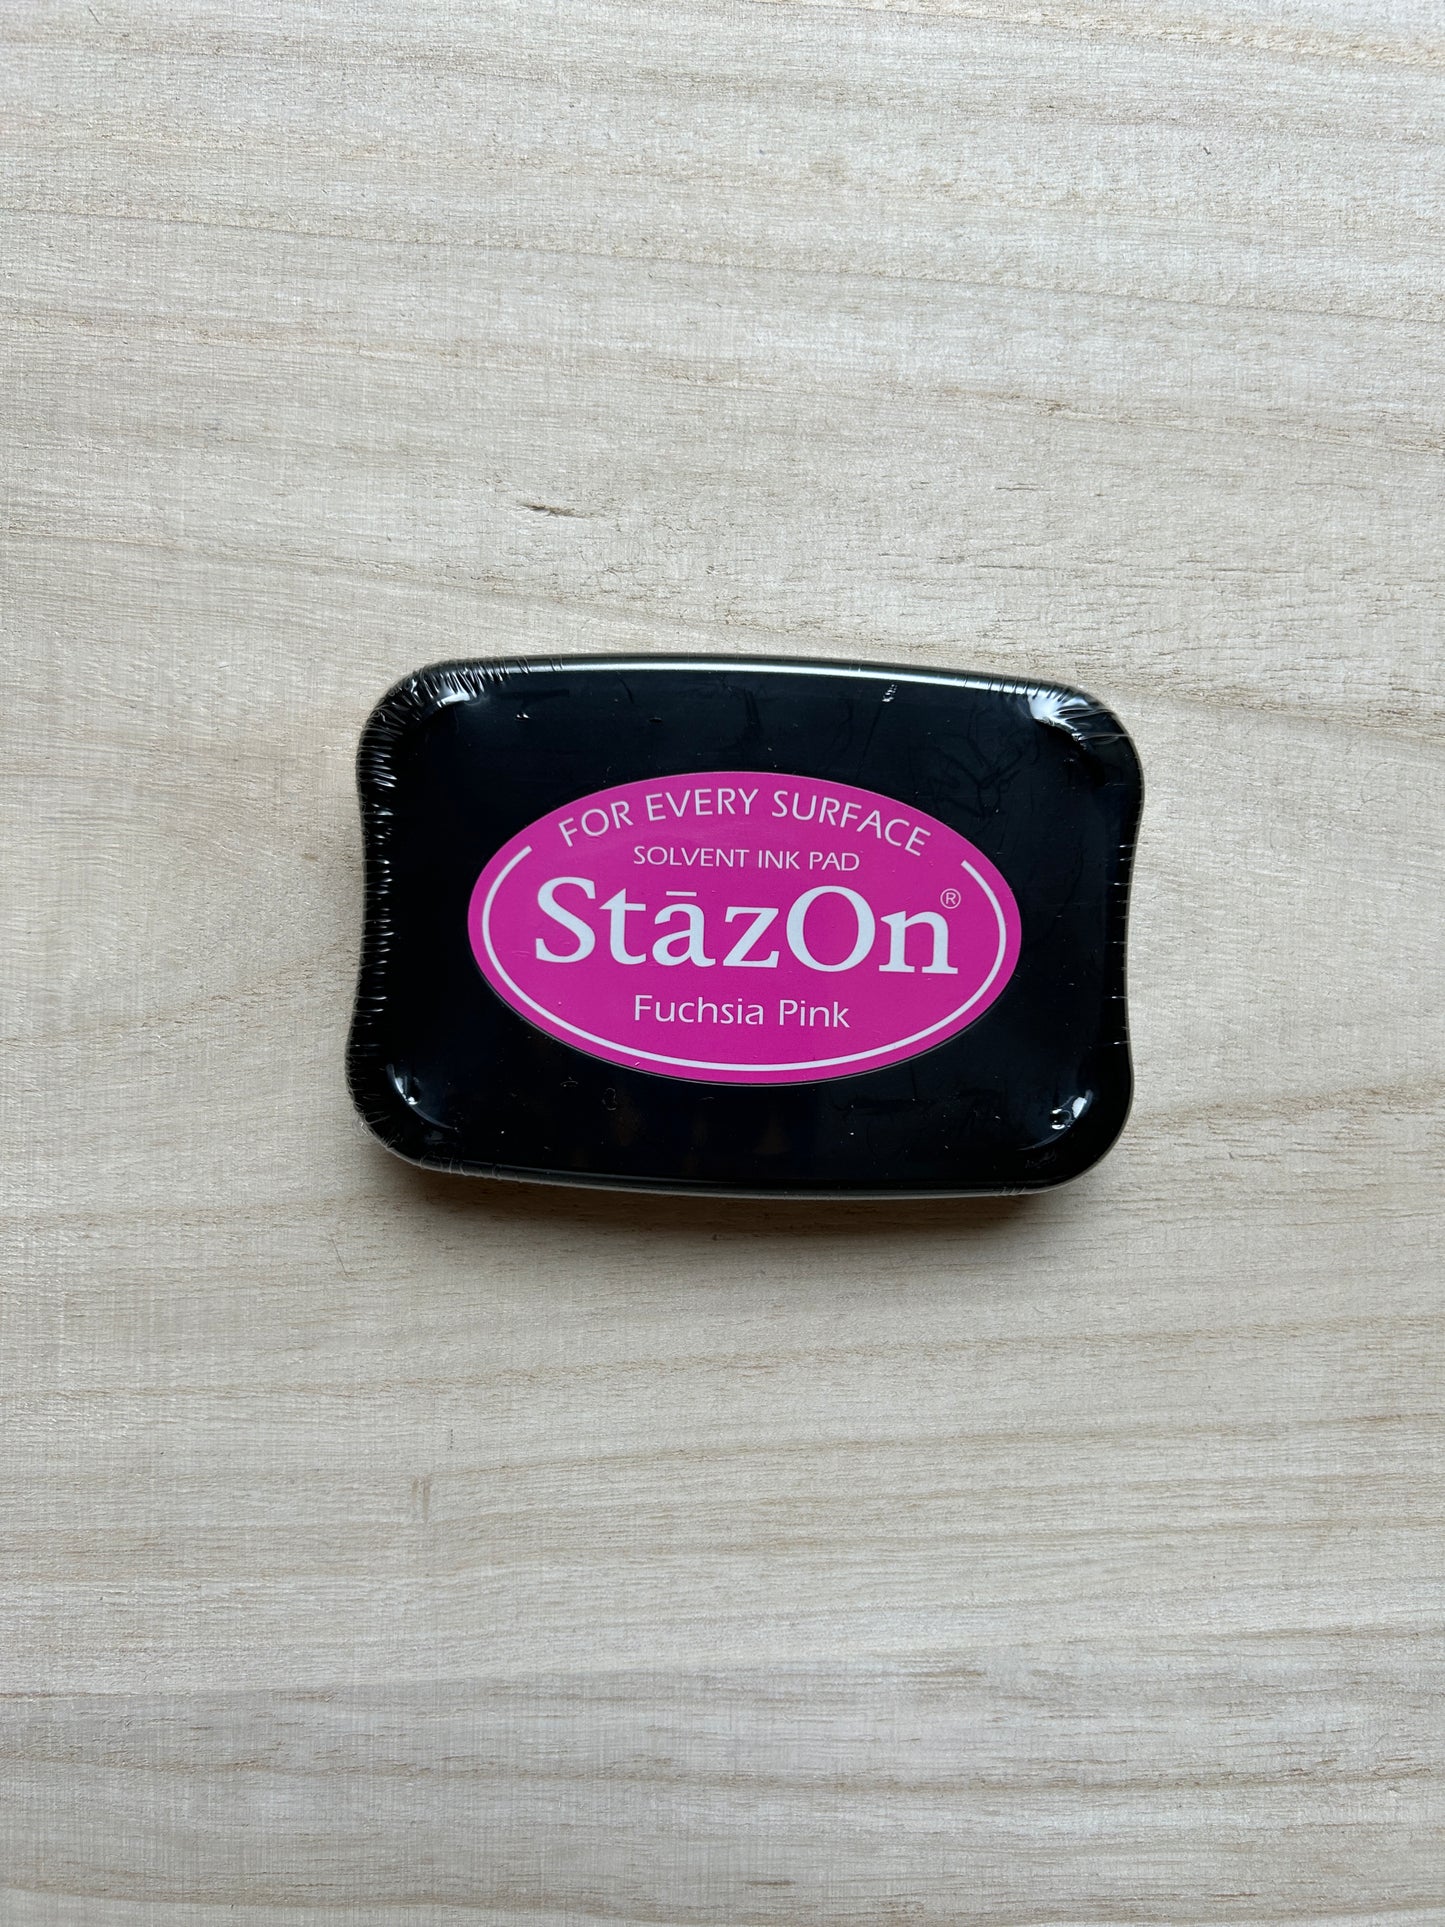 FOR EVERY SURFACE
SOLVENT INK PAD
StāzOn®
Fuchsia Pink